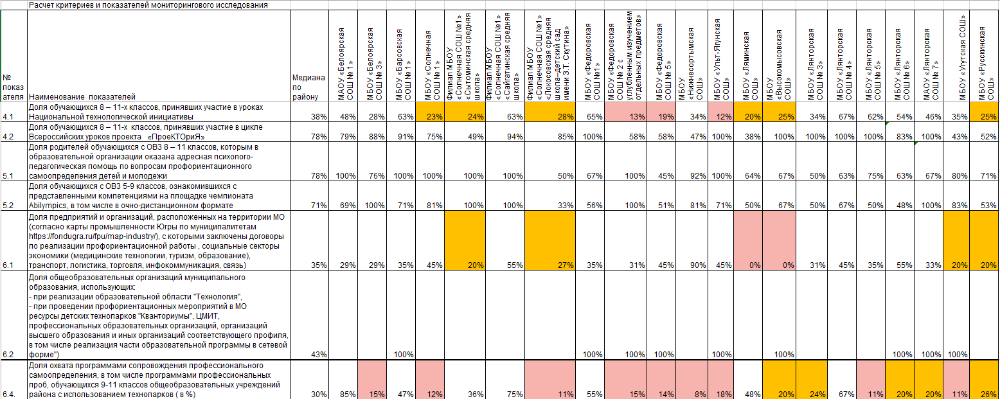 Расчет критериев и показателей мониторингового исследования
№
показ
ателя
Наименование показателей
Медиана
по
району
МАОУ «Белоярская
СОШ № 1»
МБОУ «Белоярская
СОШ № 3»
МБОУ «Барсовская
СОШ № 1»
МБОУ «Солнечная
СОШ № 1»
Филиал МБОУ
«Солнечная СОШ №1»
«Сытоминская средняя
школа»
Филиал МБОУ
«Солнечная СОШ №1»
«Сайгатинская средняя
школа»
Филиал МБОУ
«Солнечная СОШ №1»
«Локосовская средняя
школа–детский сад
имени З.Т. Скутина»
МБОУ «Федоровская
СОШ №1»
МБОУ «Федоровская
СОШ № 2 с
углубленным изучением
отдельных предметов»
МБОУ «Федоровская
СОШ № 5»
МБОУ
«Нижнесортымская
СОШ»
МБОУ «Ульт-Ягунская
СОШ»
МБОУ «Ляминская
СОШ»
МБОУ
«Высокомысовская
СОШ»
МБОУ «Лянторская
СОШ № 3»
МБОУ «Лянторская
СОШ № 4»
МБОУ «Лянторская
СОШ № 5»
МБОУ «Лянторская
СОШ № 6»
МАОУ «Лянторская
СОШ № 7»
МБОУ «Угутская СОШ»
МБОУ «Русскинская
СОШ»
4.1
Доля обучающихся 8 – 11-х классов, принявших участие в уроках
Национальной технологической инициативы
38% 48% 28% 63% 23% 24% 63% 28% 65% 13% 19% 34% 12% 20% 25% 34% 67% 62% 54% 46% 35% 25%
4.2
Доля обучающихся 8 – 11-х классов, принявших участие в цикле
Всероссийских уроков проекта «ПроеКТОриЯ»
78% 79% 88% 91% 75% 49% 94% 85% 100% 58% 58% 47% 100% 38% 100% 100% 100% 100% 83% 100% 43% 52%
5.1
Доля родителей обучающихся с ОВЗ 8 – 11 классов, которым в
образовательной организации оказана адресная психолого-
педагогическая помощь по вопросам профориентационного
самоопределения детей и молодежи
78% 100% 76% 100% 100% 100% 100% 50% 67% 100% 45% 92% 100% 64% 67% 50% 63% 75% 63% 67% 80% 71%
5.2
Доля обучающихся с ОВЗ 5-9 классов, ознакомившихся с
представленными компетенциями на площадке чемпионата
Abilympics, в том числе в очно-дистанционном формате
71% 69% 100% 71% 81% 100% 100% 33% 56% 100% 51% 81% 71% 50% 67% 50% 67% 50% 48% 100% 83% 53%
6.1
Доля предприятий и организаций, расположенных на территории МО
(согласно карты промышленности Югры по муниципалитетам
https://fondugra.ru/fpu/map-industry/), с которыми заключены договоры
по реализации профориентационной работы , социальные секторы
экономики (медицинские технологии, туризм, образование),
транспорт, логистика, торговля, инфокоммуникация, связь)
35% 29% 29% 35% 45% 20% 55% 27% 35% 31% 45% 90% 45% 0% 0% 31% 45% 35% 55% 33% 20% 20%
6.2
Доля общеобразовательных организаций муниципального
образования, использующих:
- при реализации образовательной области "Технология",
- при проведении профориентационных мероприятий в МО
ресурсы детских технопарков "Кванториумы", ЦМИТ,
профессиональных образовательных организаций, организаций
высшего образования и иных организаций соответствующего профиля,
в том числе реализация части образовательной программы в сетевой
форме")
43% 100% 100% 100% 100% 100% 100% 100% 100% 100%
6.4.
Доля охвата программами сопровождения профессионального
самоопределения, в том числе программами профессиональных
проб, обучающихся 9-11 классов общеобразовательных учреждений
района с использованием технопарков ( в %)
30% 85% 15% 47% 12% 36% 75% 11% 55% 15% 14% 8% 18% 48% 20% 24% 67% 11% 20% 20% 11% 26%